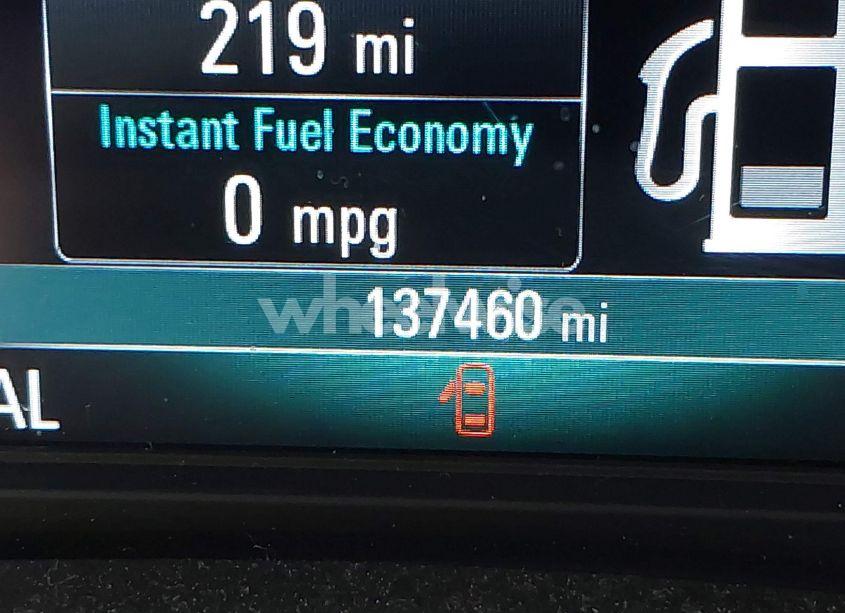 219 mi
Instant Fuel Economy
0 mpg
137460 mi
AL